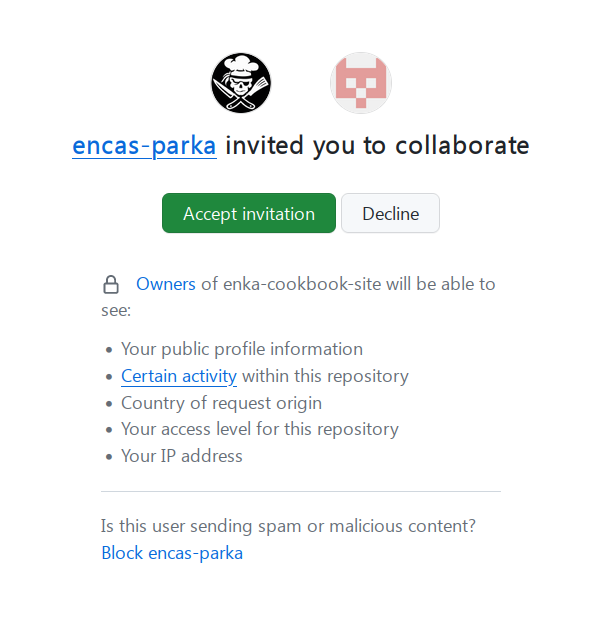 encas-parka invited you to collaborate
Accept invitation
Decline
Owners of enka-cookbook-site will be able to
see:
Your public profile information
Certain activity within this repository
Country of request origin
Your access level for this repository
Your IP address
Is this user sending spam or malicious content?
Block encas-parka